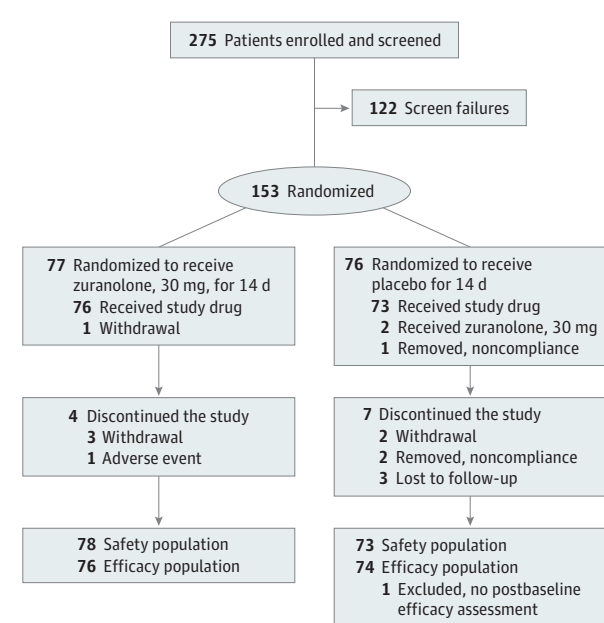 275 Patients enrolled and screened
122 Screen failures
153 Randomized
77 Randomized to receive
zuranolone, 30 mg, for 14 d
76 Received study drug
1 Withdrawal
76 Randomized to receive
placebo for 14 d
73 Received study drug
2 Received zuranolone, 30 mg
1 Removed, noncompliance
4 Discontinued the study
3 Withdrawal
1 Adverse event
7 Discontinued the study
2 Withdrawal
2 Removed, noncompliance
3 Lost to follow-up
78 Safety population
76 Efficacy population
73 Safety population
74 Efficacy population
1 Excluded, no postbaseline
efficacy assessment